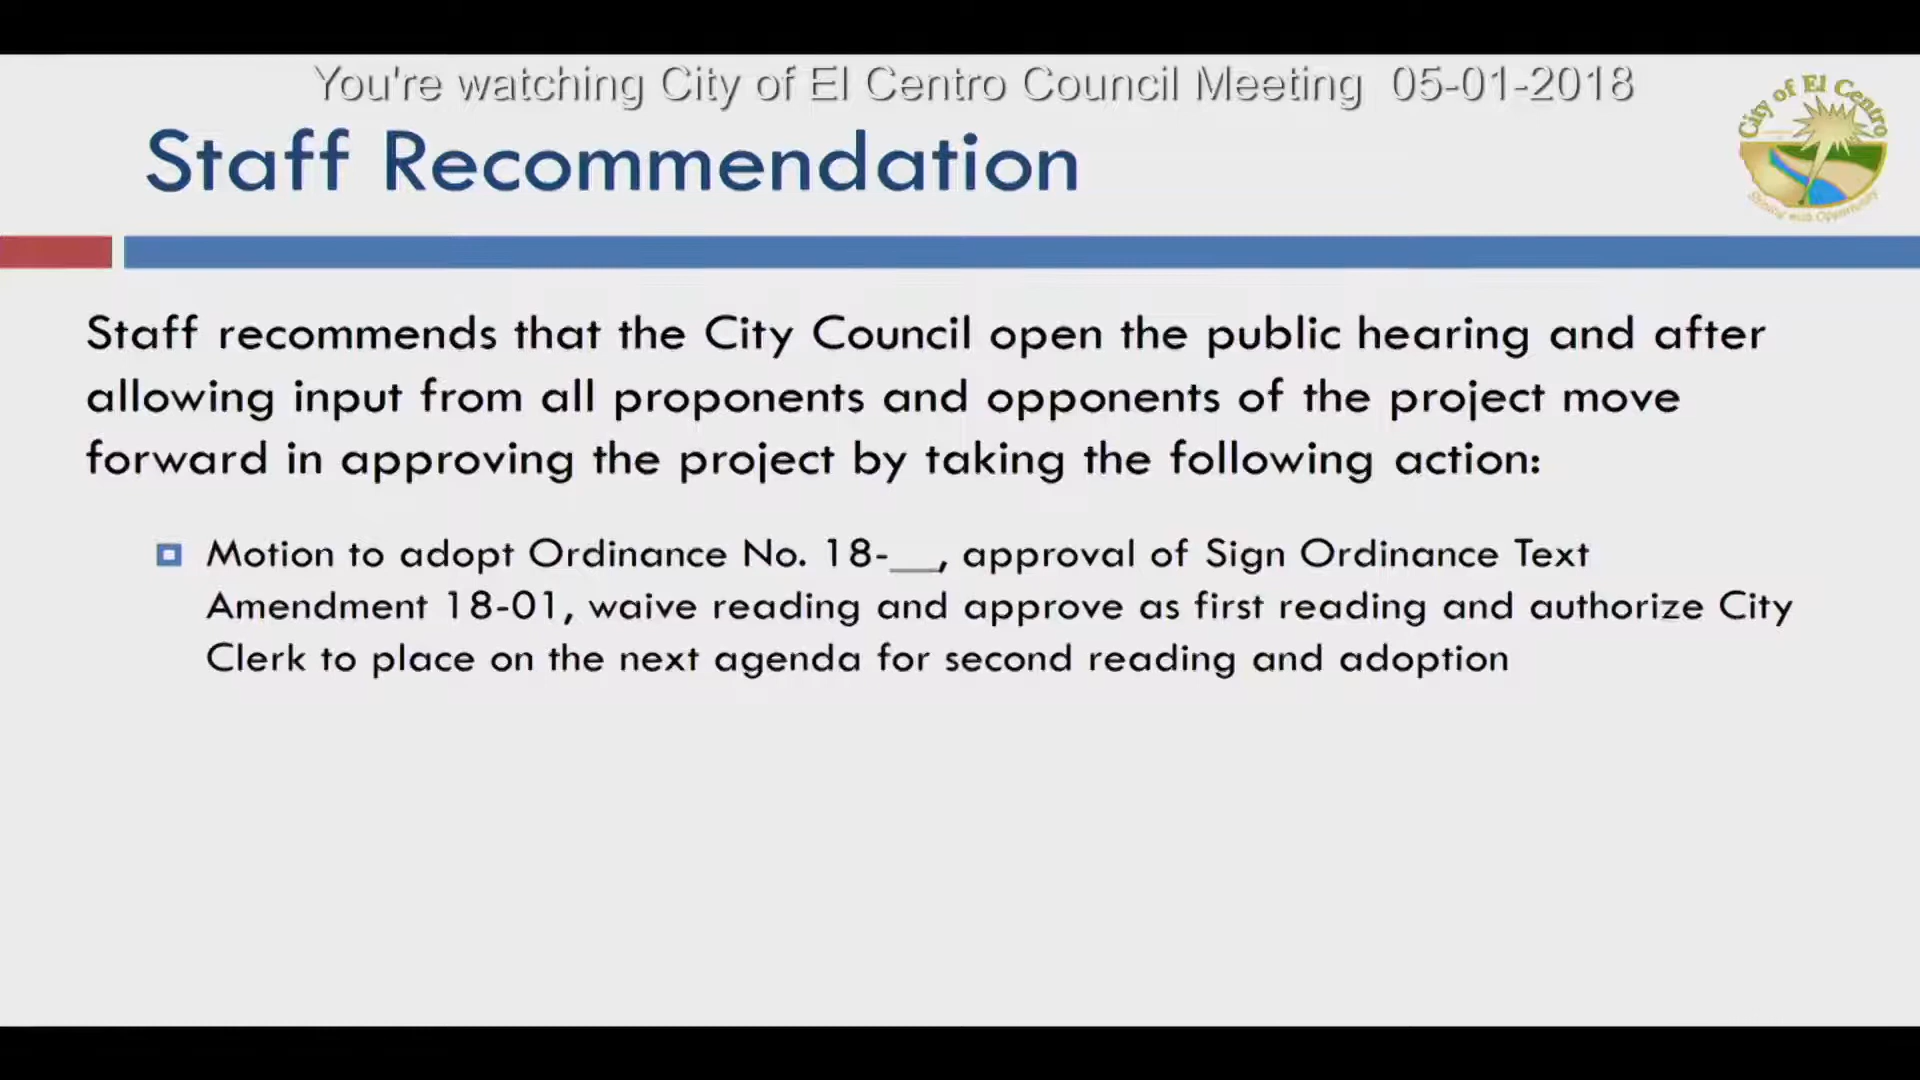 You're watching City of El Centro Council Meeting 05-01-2018
City of El Centro
Shining with Opportunity
Staff Recommendation
Staff recommends that the City Council open the public hearing and after
allowing input from all proponents and opponents of the project move
forward in approving the project by taking the following action:
Motion to adopt Ordinance No. 18-__, approval of Sign Ordinance Text
Amendment 18-01, waive reading and approve as first reading and authorize City
Clerk to place on the next agenda for second reading and adoption